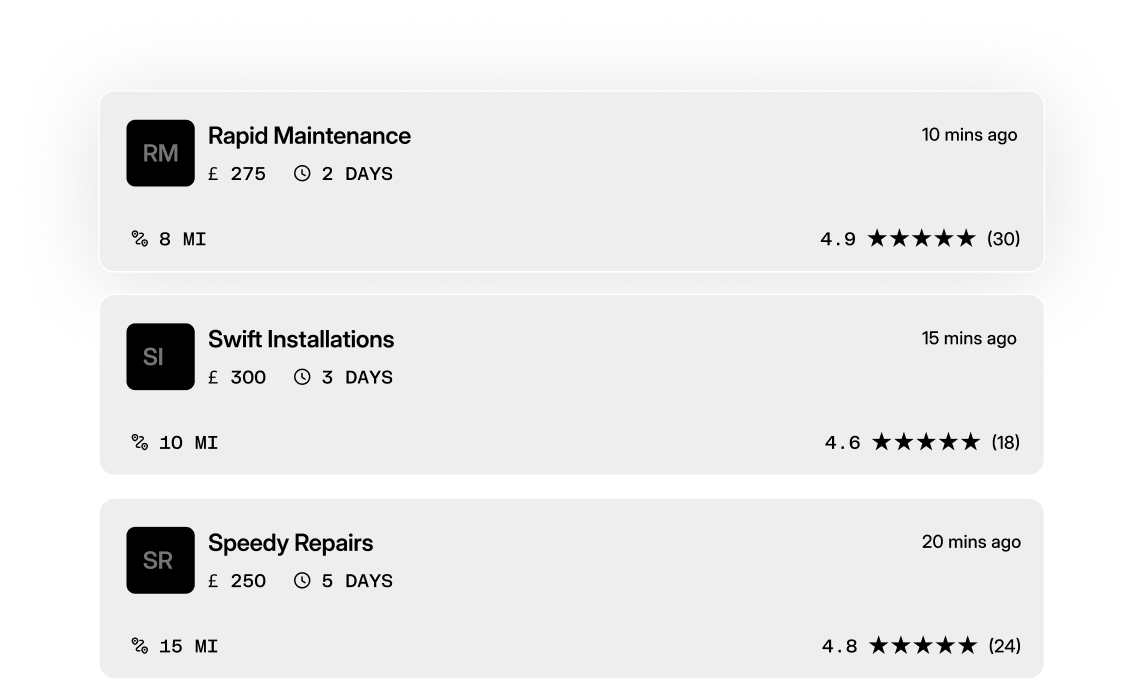 RM
Rapid Maintenance
10 mins ago
£ 275 2 DAYS
8 MI
4.9 ★★★★★ (30)
SI
Swift Installations
15 mins ago
£ 300 3 DAYS
10 MI
4.6 ★★★★★ (18)
SR
Speedy Repairs
20 mins ago
£ 250 5 DAYS
15 MI
4.8 ★★★★★ (24)